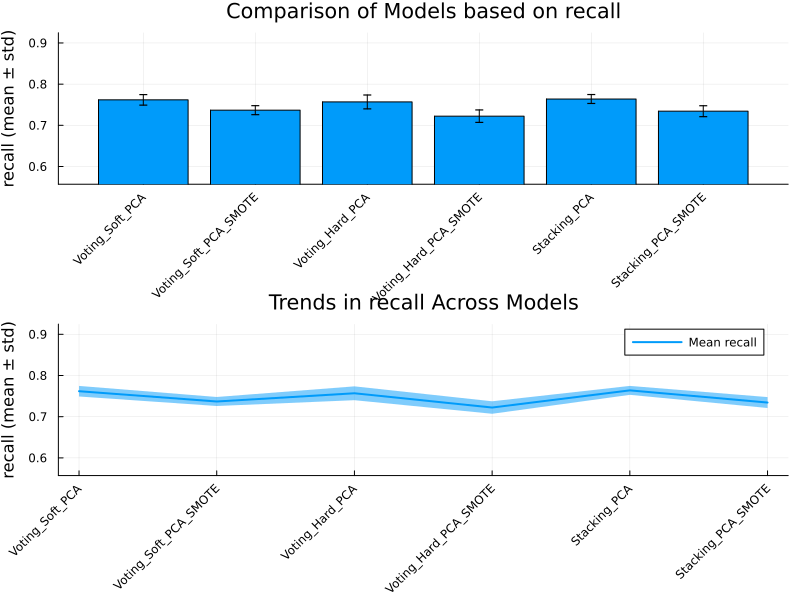 Comparison of Models based on recall
recall (mean ± std)
0.9
0.8
0.7
0.6
Voting_Soft_PCA
Voting_Soft_PCA_SMOTE
Voting_Hard_PCA
Voting_Hard_PCA_SMOTE
Stacking_PCA
Stacking_PCA_SMOTE
Trends in recall Across Models
recall (mean ± std)
0.9
0.8
0.7
0.6
Mean recall
Voting_Soft_PCA
Voting_Soft_PCA_SMOTE
Voting_Hard_PCA
Voting_Hard_PCA_SMOTE
Stacking_PCA
Stacking_PCA_SMOTE